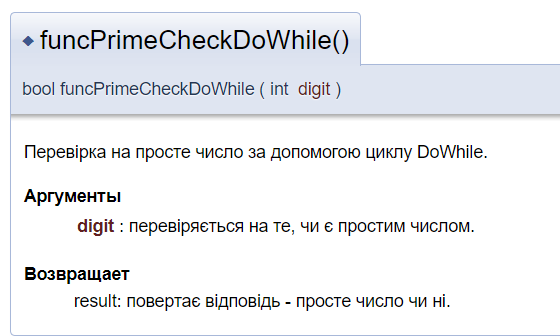 funcPrimeCheckDoWhile()
bool funcPrimeCheckDoWhile ( int digit )
Перевірка на просте число за допомогою циклу DoWhile.
Аргументы
digit : перевіряється на те, чи є простим числом.
Возвращает
result: повертає відповідь - просте число чи ні.